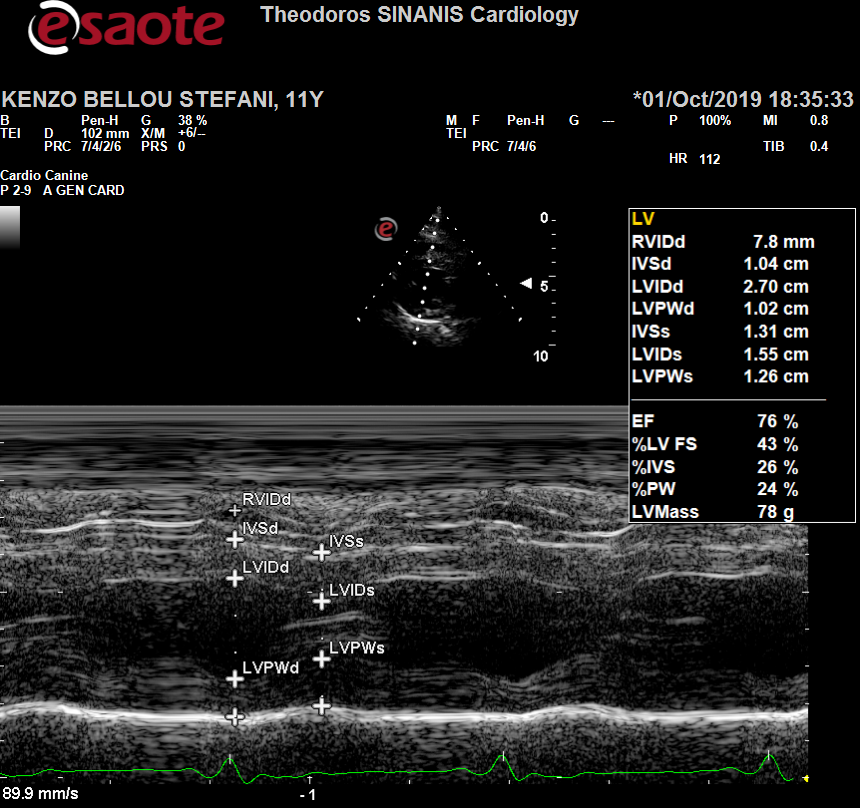 esaote
Theodoros SINANIS Cardiology
KENZO BELLOU STEFANI, 11Y *01/Oct/2019 18:35:33
B Pen-H G 38 % M F Pen-H G --- P 100% MI 0.8
TEI D 102 mm X/M +6/-- TEI
PRC 7/4/2/6 PRS 0 PRC 7/4/6 TIB 0.4
HR 112
Cardio Canine
P 2-9 A GEN CARD
e
0
5
10
LV
RVIDd 7.8 mm
IVSd 1.04 cm
LVIDd 2.70 cm
LVPWd 1.02 cm
IVSs 1.31 cm
LVIDs 1.55 cm
LVPWs 1.26 cm
EF 76 %
%LV FS 43 %
%IVS 26 %
%PW 24 %
LVMass 78 g
RVIDd
IVSd
IVSs
LVIDd
LVIDs
LVPWs
LVPWd
89.9 mm/s
-1